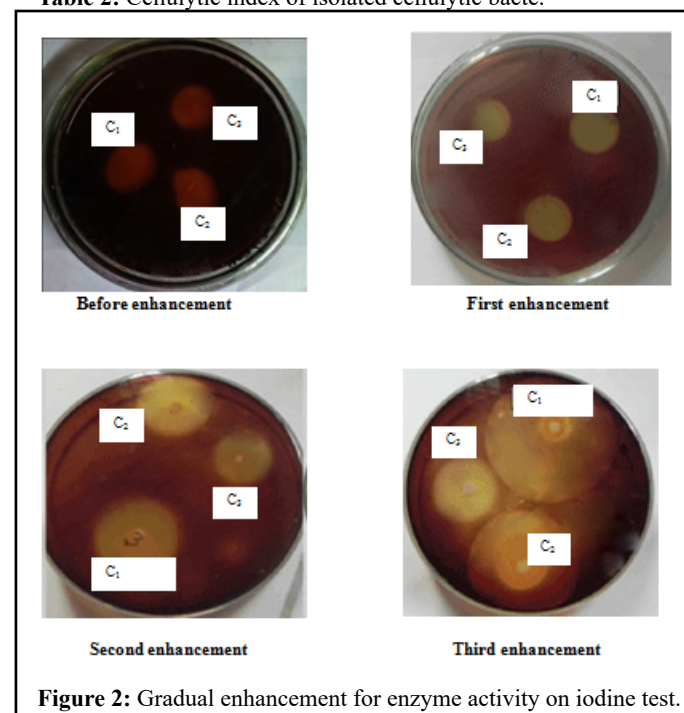 Table 2: Cellulytic index of isolated cellulytic bacte.
C₁
C₃
C₂
Before enhancement
C₁
C₃
C₂
First enhancement
C₂
C₃
C₁
Second enhancement
C₁
C₃
C₂
Third enhancement
Figure 2: Gradual enhancement for enzyme activity on iodine test.